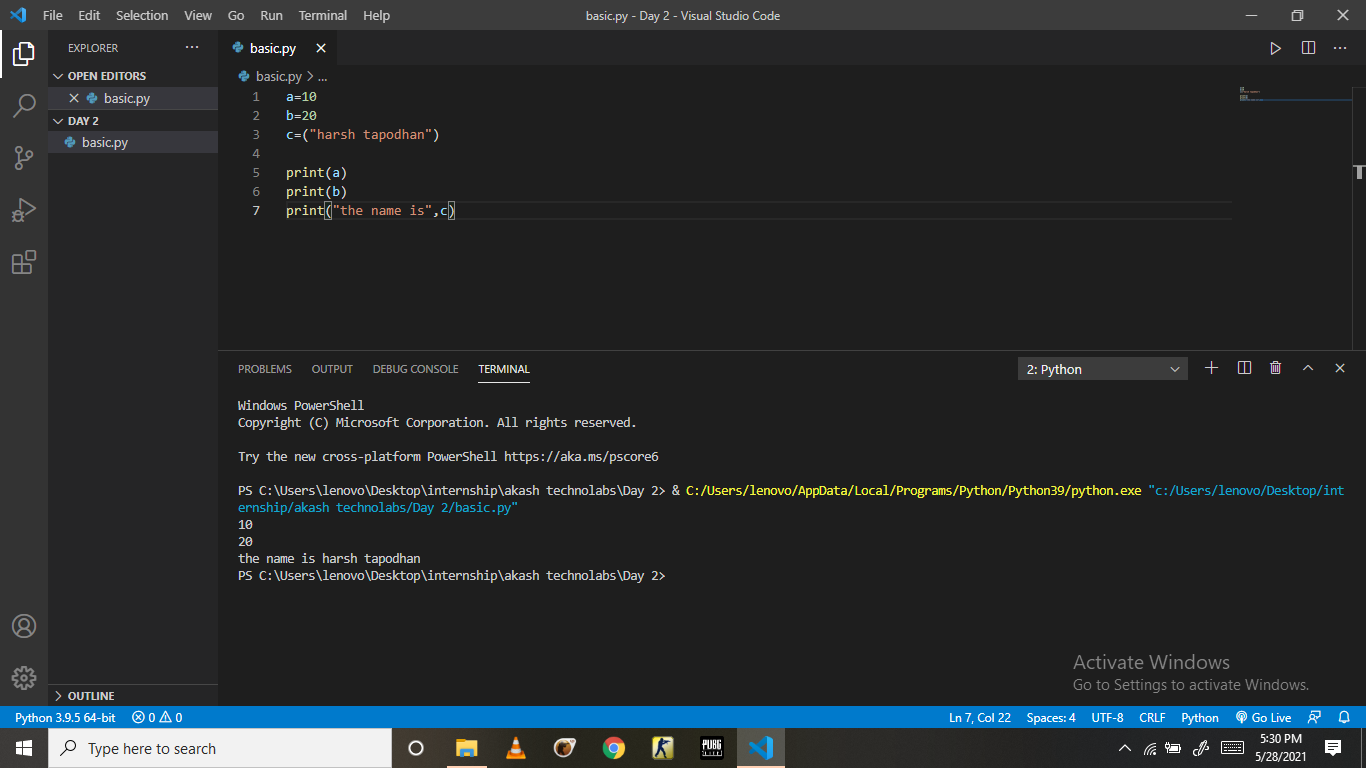 File Edit Selection View Go Run Terminal Help
basic.py - Day 2 - Visual Studio Code
EXPLORER
OPEN EDITORS
basic.py
DAY 2
basic.py
OUTLINE
basic.py
basic.py > ...
1 a=10
2 b=20
3 c=("harsh tapodhan")
4
5 print(a)
6 print(b)
7 print("the name is",c)
PROBLEMS OUTPUT DEBUG CONSOLE TERMINAL
2: Python
Windows PowerShell
Copyright (C) Microsoft Corporation. All rights reserved.
Try the new cross-platform PowerShell https://aka.ms/pscore6
PS C:\Users\lenovo\Desktop\internship\akash technolabs\Day 2> & C:/Users/lenovo/AppData/Local/Programs/Python/Python39/python.exe "c:/Users/lenovo/Desktop/int
ernship/akash technolabs/Day 2/basic.py"
10
20
the name is harsh tapodhan
PS C:\Users\lenovo\Desktop\internship\akash technolabs\Day 2>
Activate Windows
Go to Settings to activate Windows.
Python 3.9.5 64-bit 0 0 Ln 7, Col 22 Spaces: 4 UTF-8 CRLF Python Go Live
Type here to search
PUBG
5:30 PM
5/28/2021